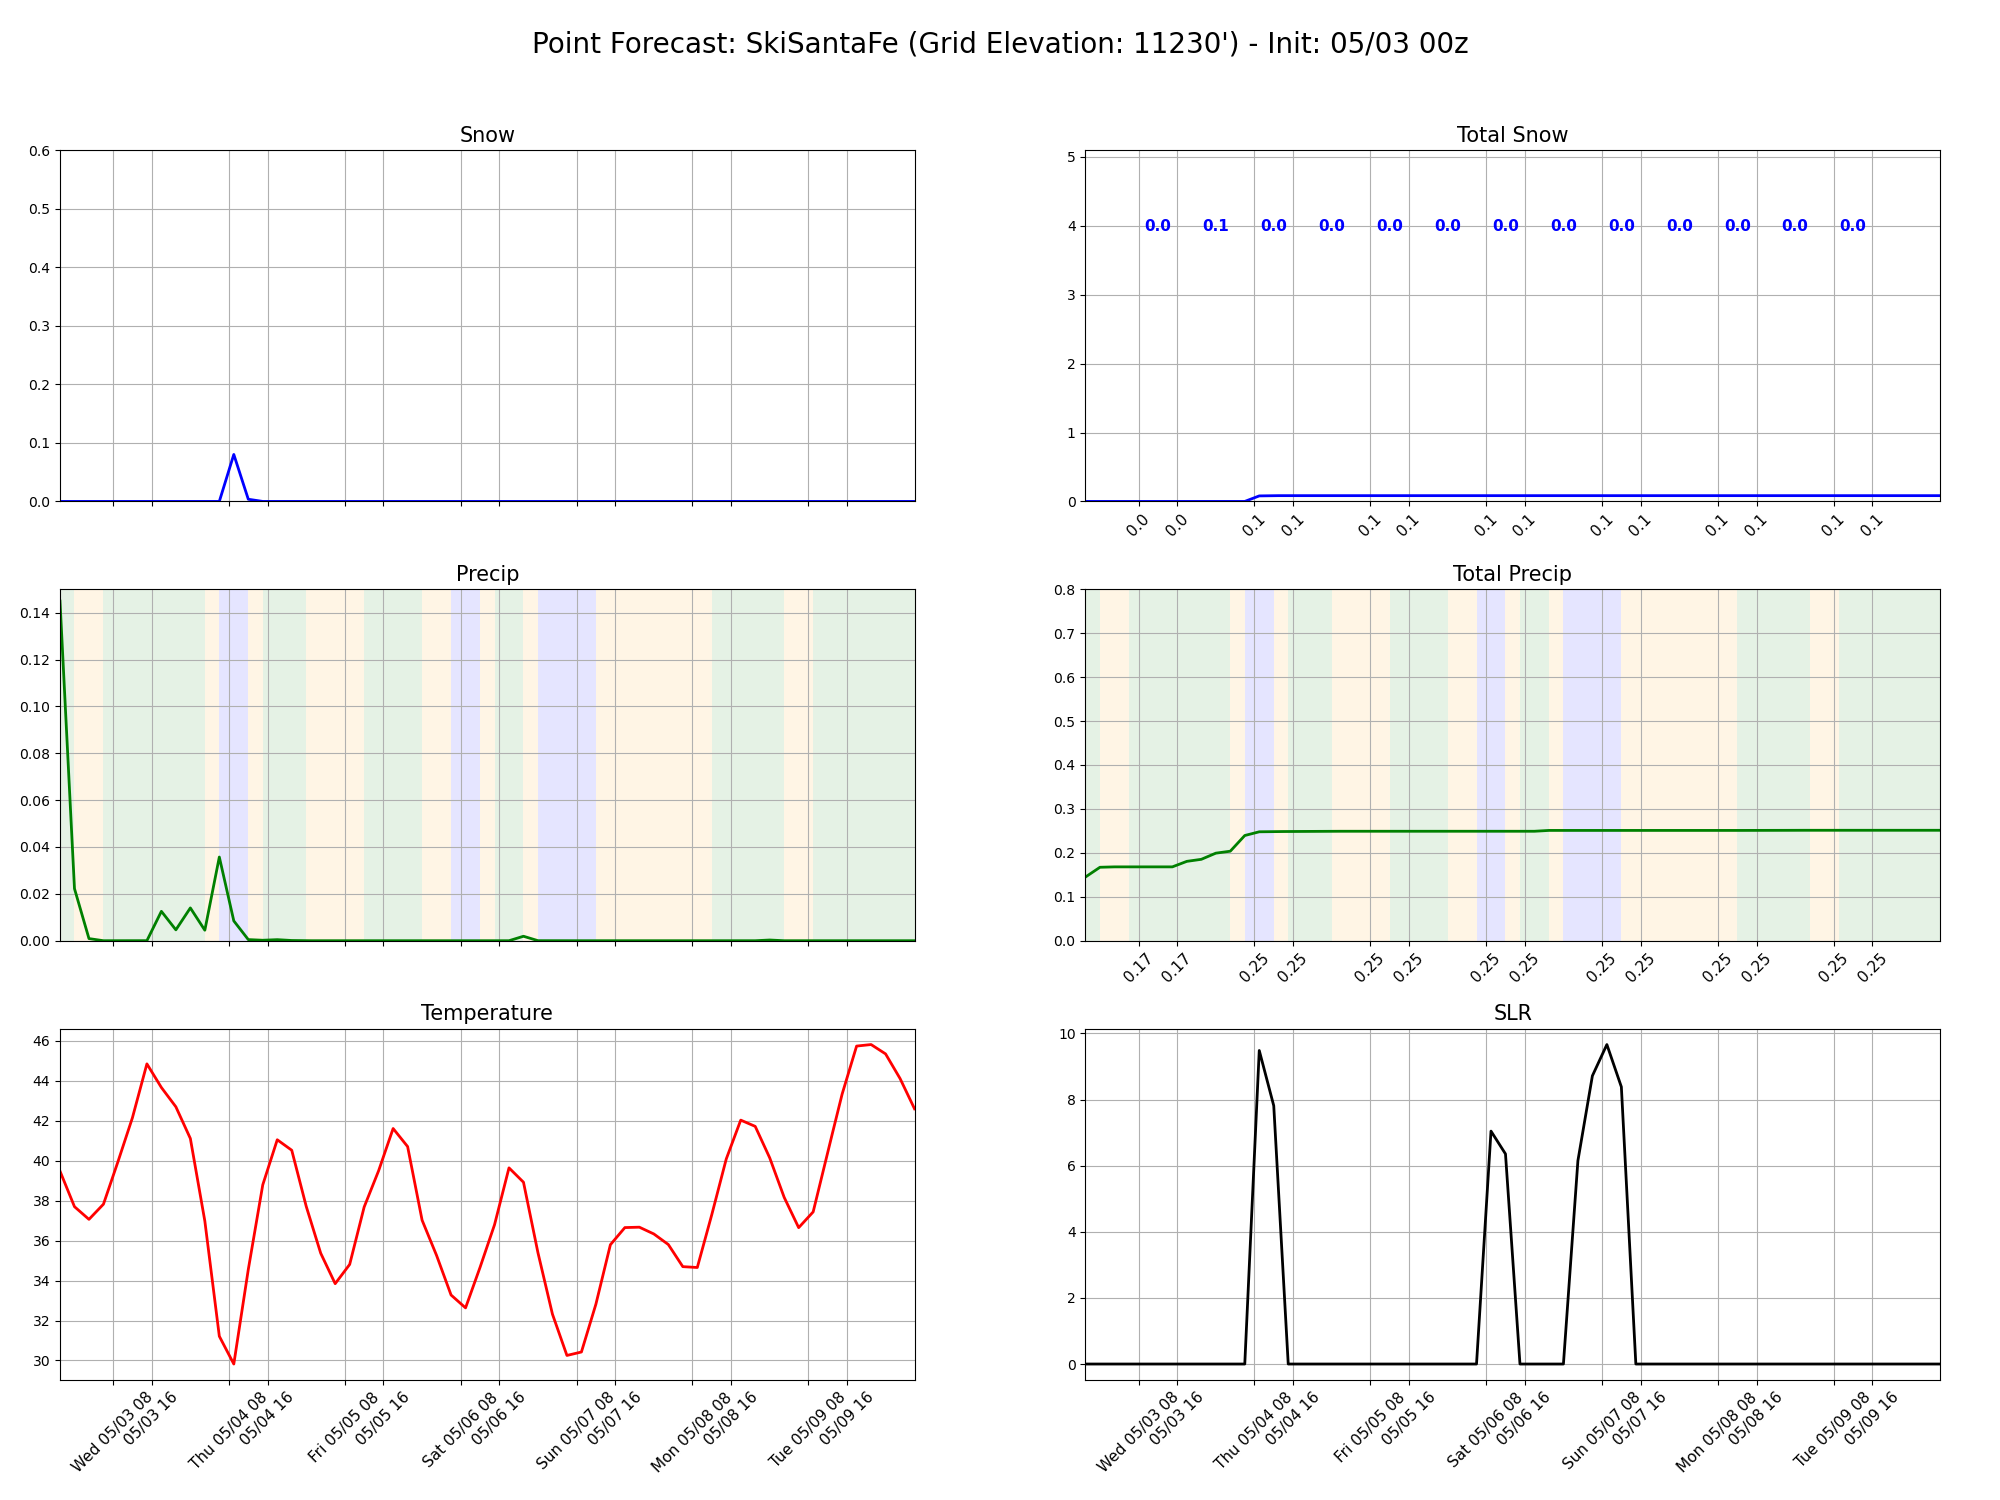 Point Forecast: SkiSantaFe (Grid Elevation: 11230') - Init: 05/03 00z
Snow
0.6
0.5
0.4
0.3
0.2
0.1
0.0
Total Snow
5
4
3
2
1
0
0.0 0.1 0.0 0.0 0.0 0.0 0.0 0.0 0.0 0.0 0.0 0.0 0.0
0.0 0.0 0.1 0.1 0.1 0.1 0.1 0.1 0.1 0.1 0.1 0.1 0.1 0.1
Precip
0.14
0.12
0.10
0.08
0.06
0.04
0.02
0.00
Total Precip
0.8
0.7
0.6
0.5
0.4
0.3
0.2
0.1
0.0
0.17 0.17 0.25 0.25 0.25 0.25 0.25 0.25 0.25 0.25 0.25 0.25 0.25 0.25
Temperature
46
44
42
40
38
36
34
32
30
Wed 05/03 08
05/03 16
Thu 05/04 08
05/04 16
Fri 05/05 08
05/05 16
Sat 05/06 08
05/06 16
Sun 05/07 08
05/07 16
Mon 05/08 08
05/08 16
Tue 05/09 08
05/09 16
SLR
10
8
6
4
2
0
Wed 05/03 08
05/03 16
Thu 05/04 08
05/04 16
Fri 05/05 08
05/05 16
Sat 05/06 08
05/06 16
Sun 05/07 08
05/07 16
Mon 05/08 08
05/08 16
Tue 05/09 08
05/09 16